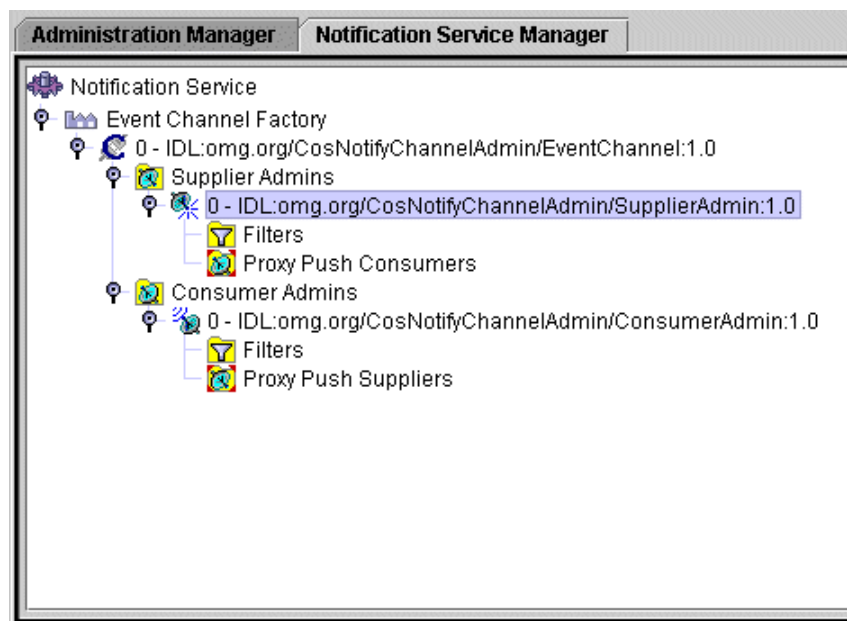 Administration Manager Notification Service Manager
Notification Service
Event Channel Factory
0 - IDL:omg.org/CosNotifyChannelAdmin/EventChannel:1.0
Supplier Admins
0 - IDL:omg.org/CosNotifyChannelAdmin/SupplierAdmin:1.0
Filters
Proxy Push Consumers
Consumer Admins
0 - IDL:omg.org/CosNotifyChannelAdmin/ConsumerAdmin:1.0
Filters
Proxy Push Suppliers